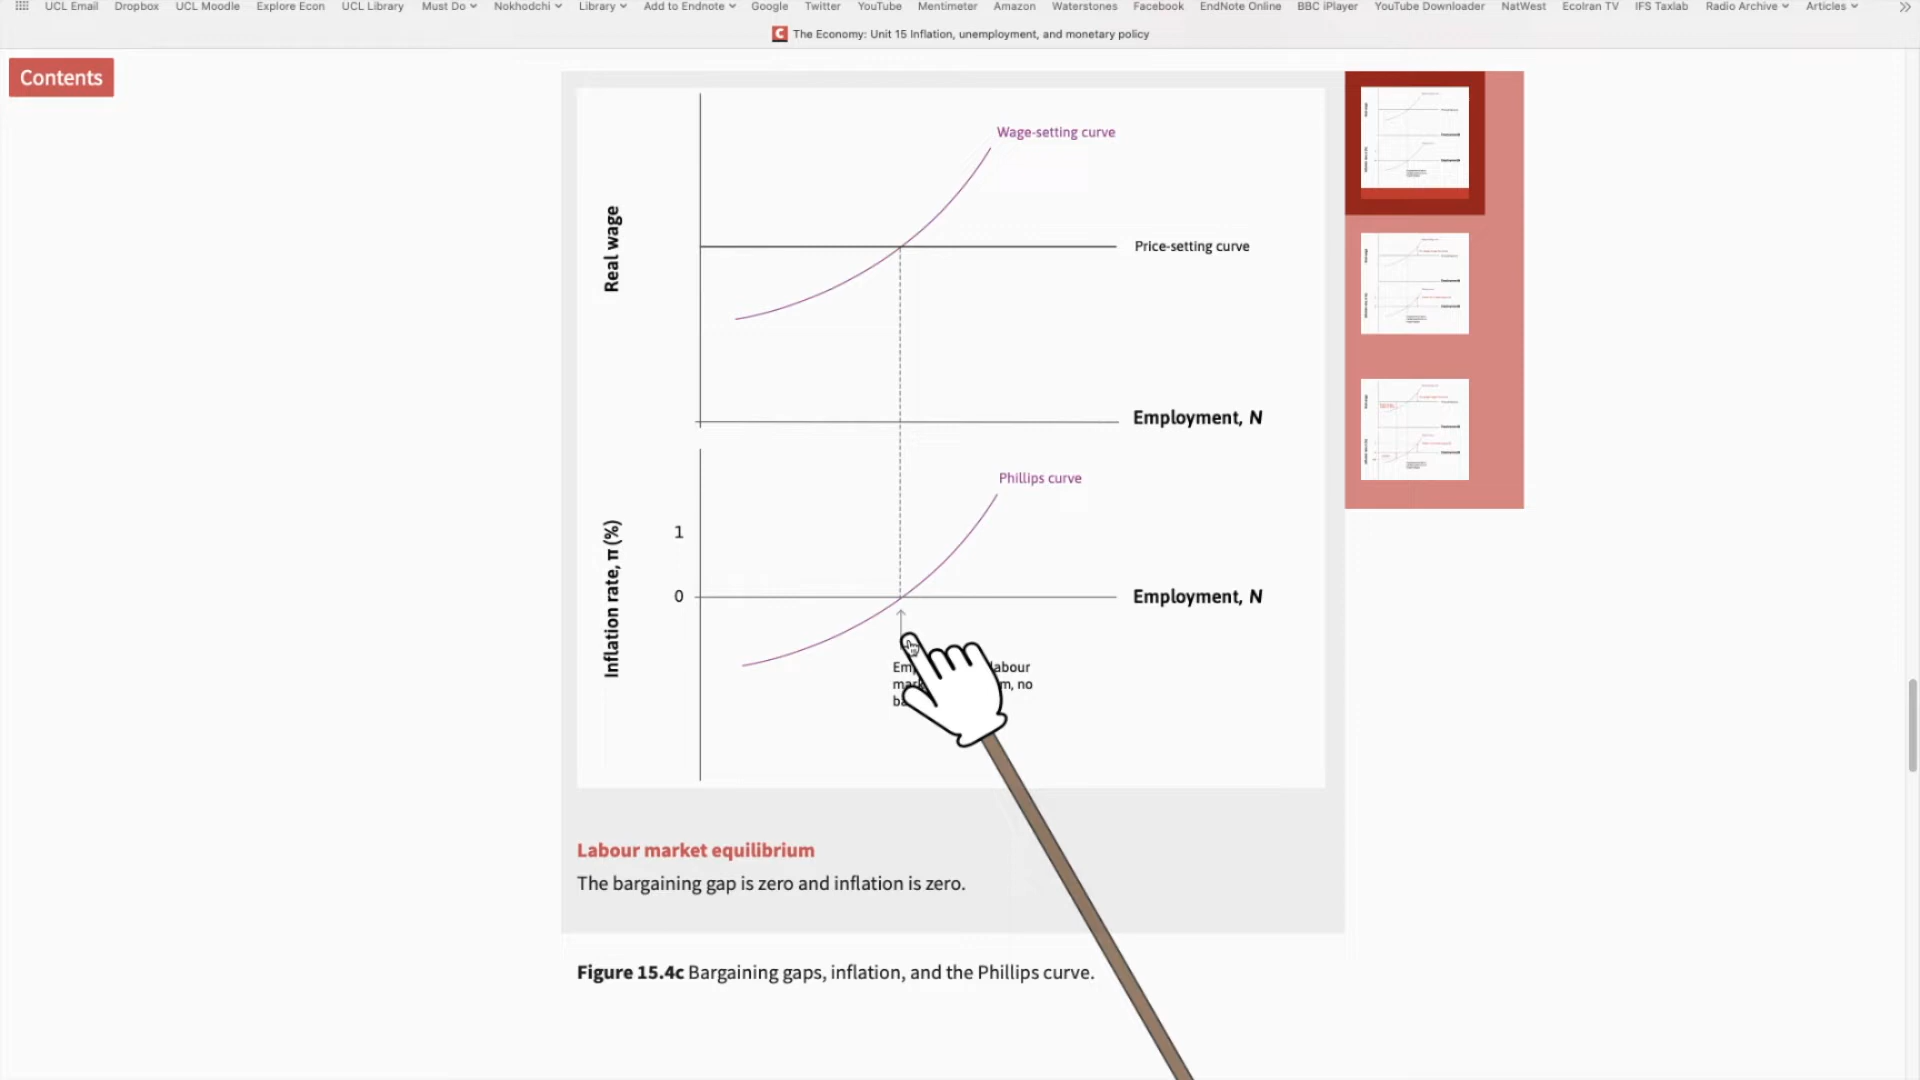 UCL Email Dropbox UCL Moodle Explore Econ UCL Library Must Do Nokhodchi Library Add to Endnote Google Twitter YouTube Mentimeter Amazon Waterstones Facebook EndNote Online BBC iPlayer YouTube Downloader NatWest EcoIran TV IFS Taxlab Radio Archive Articles
The Economy: Unit 15 Inflation, unemployment, and monetary policy
Contents
Wage-setting curve
Real wage
Price-setting curve
Employment, N
Phillips curve
Inflation rate, π (%)
1
0
Employment, N
labour
no
Labour market equilibrium
The bargaining gap is zero and inflation is zero.
Figure 15.4c Bargaining gaps, inflation, and the Phillips curve.